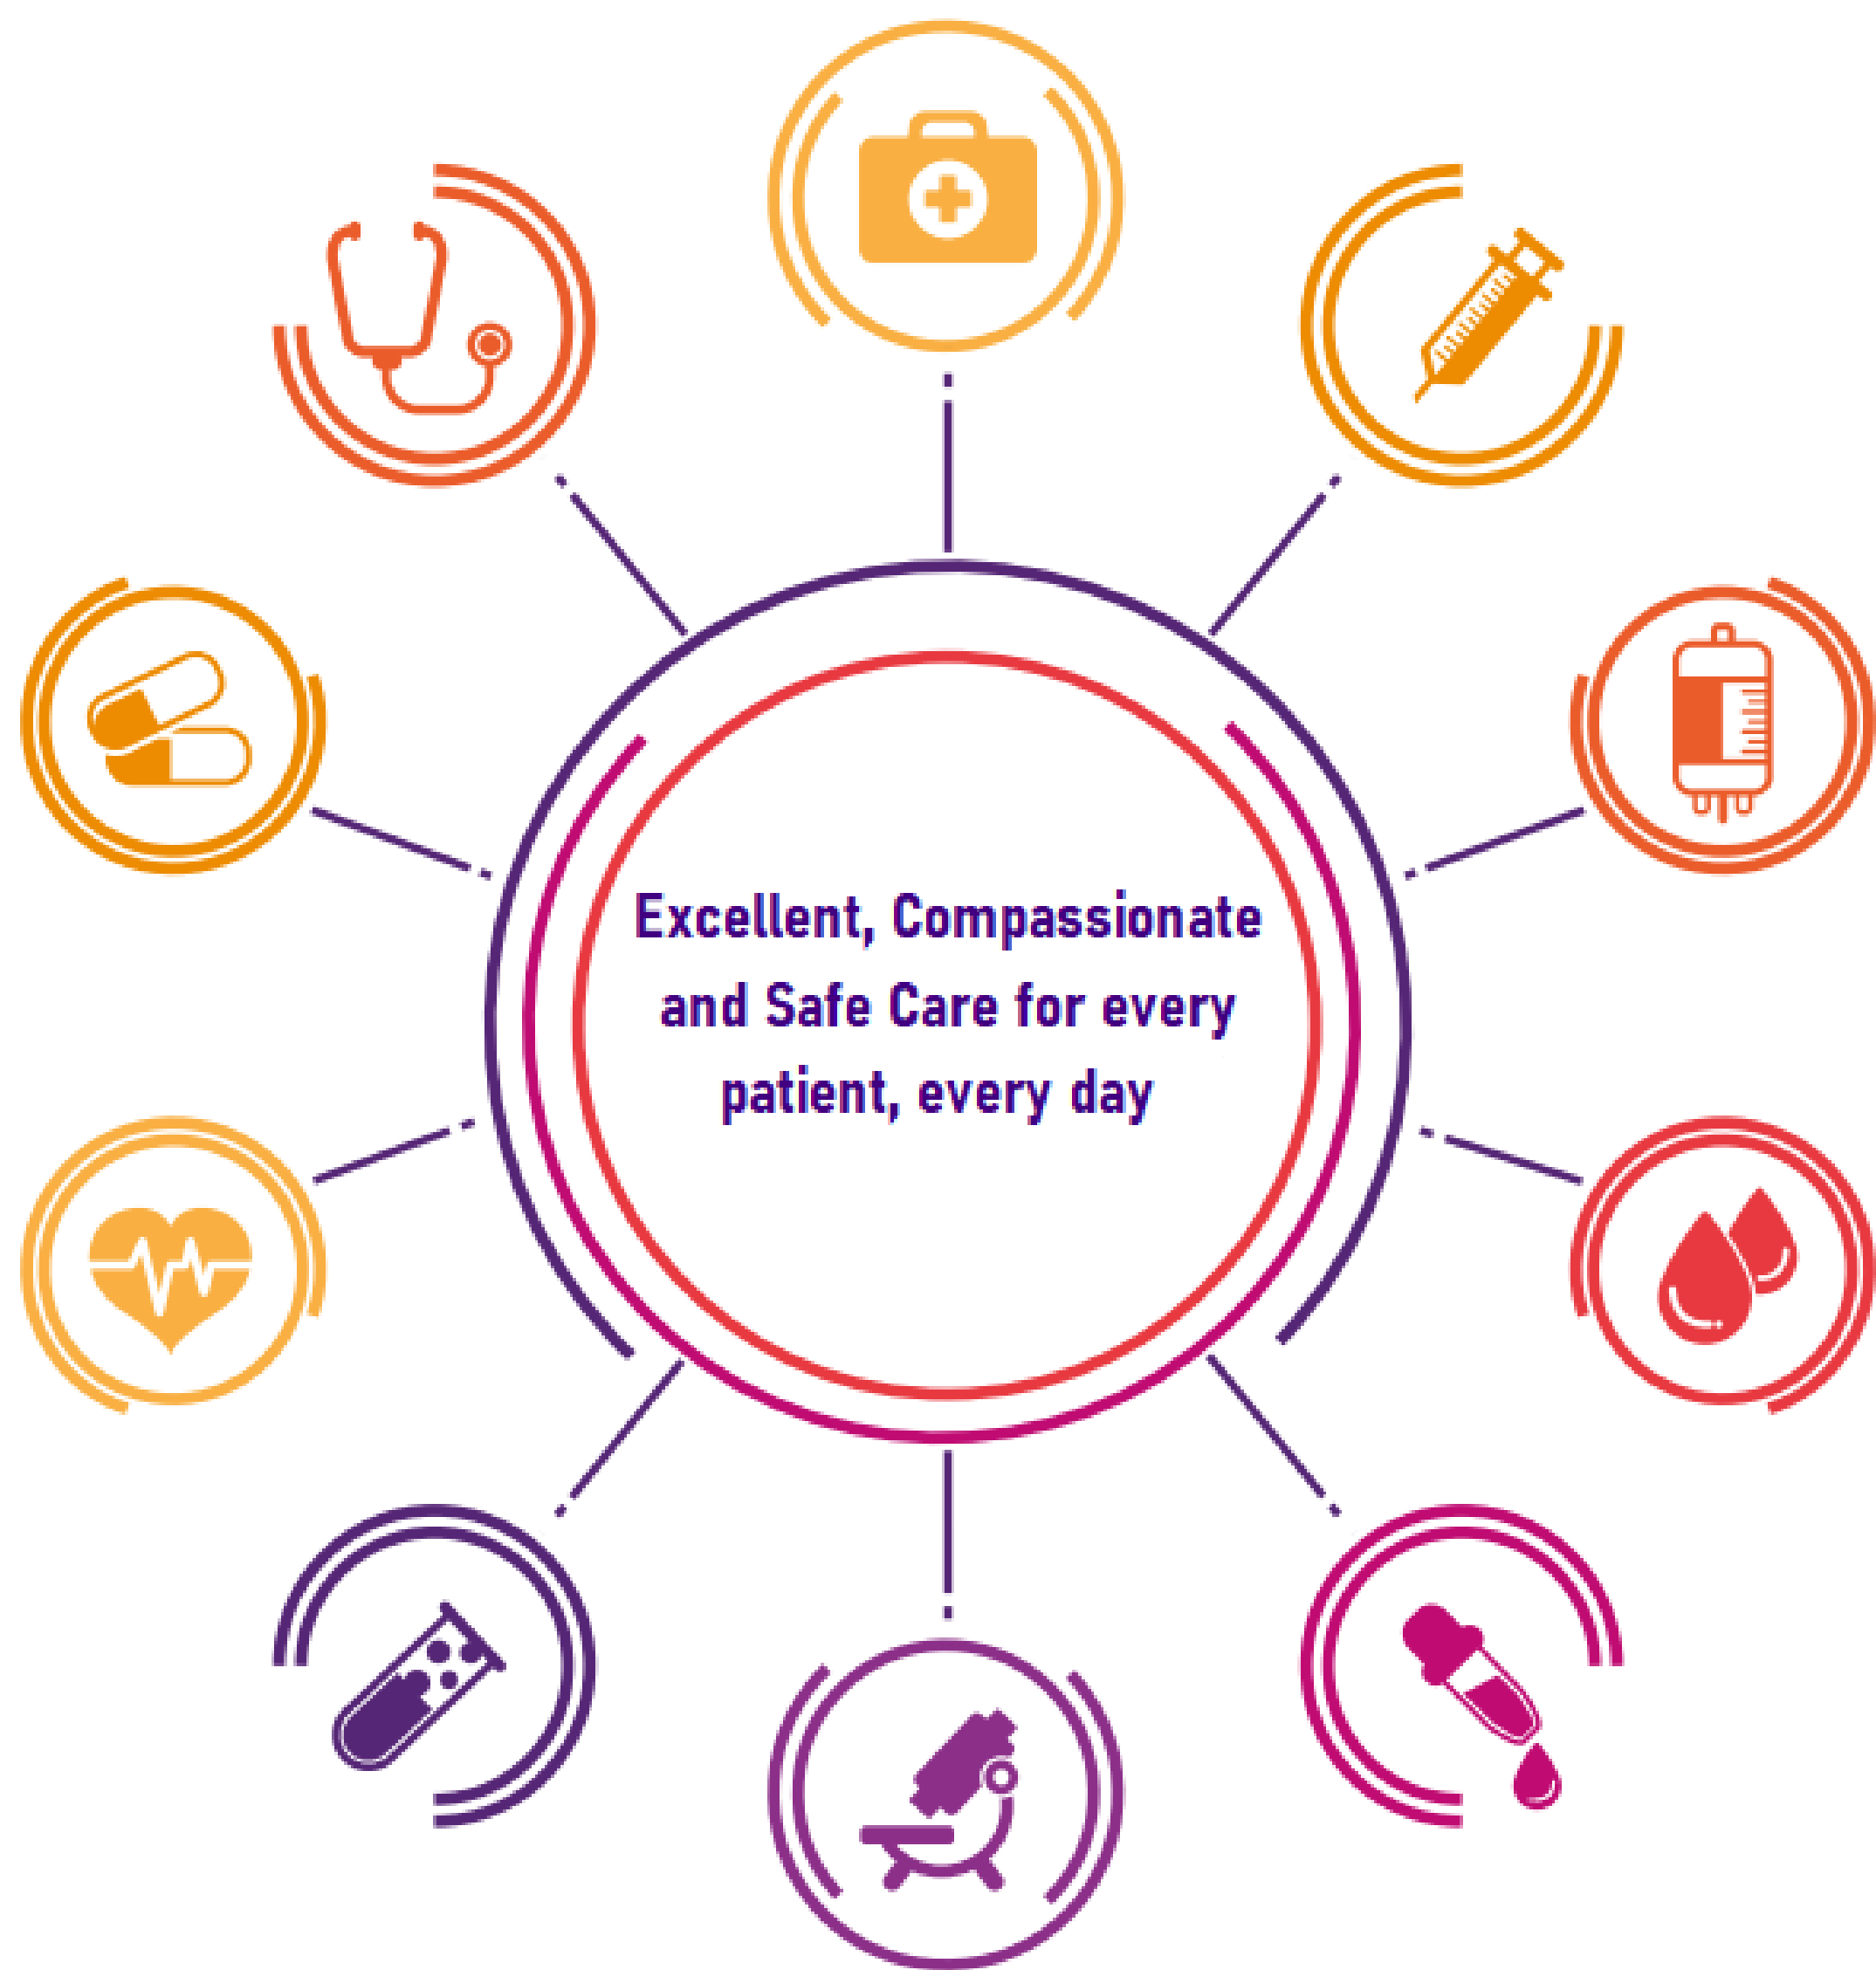 Excellent, Compassionate
and Safe Care for every
patient, every day